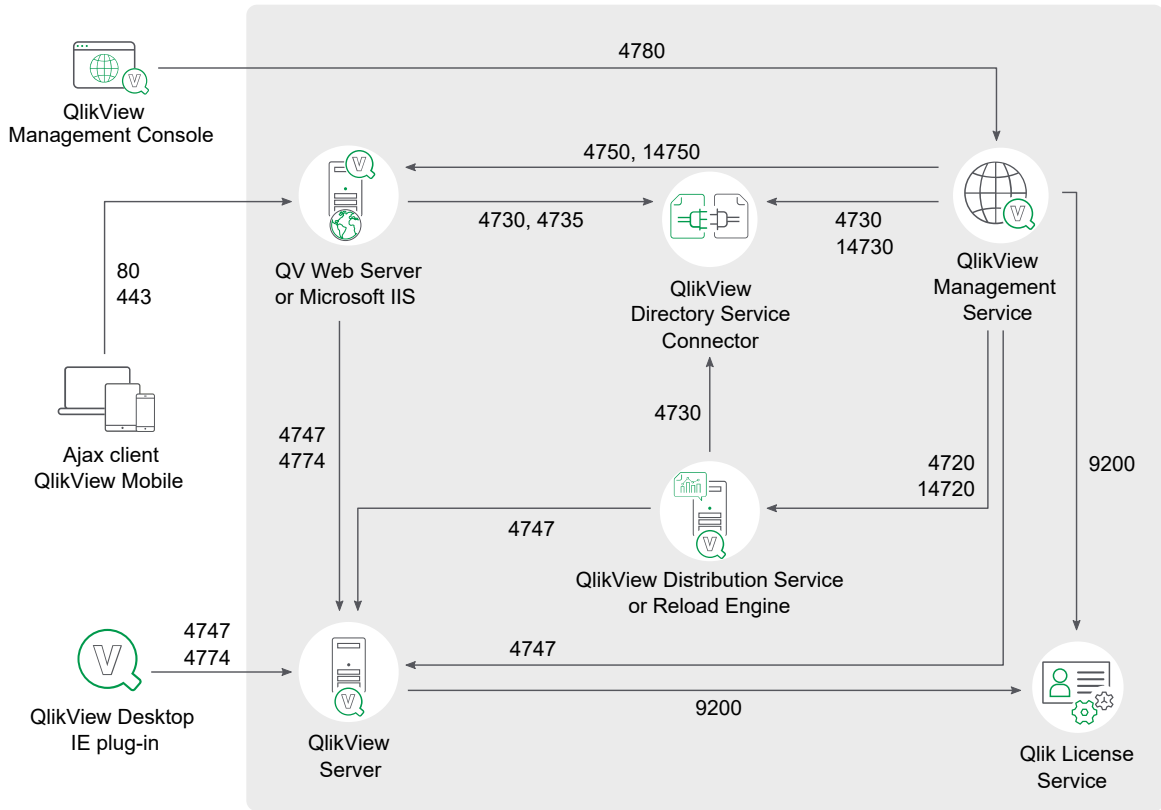 4780
QlikView
Management Console
4750, 14750
4730, 4735
4730
14730
QV Web Server
or Microsoft IIS
QlikView
Directory Service
Connector
QlikView
Management
Service
80
443
Ajax client
QlikView Mobile
4747
4774
4730
4720
14720
9200
4747
QlikView Distribution Service
or Reload Engine
4747
4774
4747
QlikView Desktop
IE plug-in
QlikView
Server
9200
Qlik License
Service